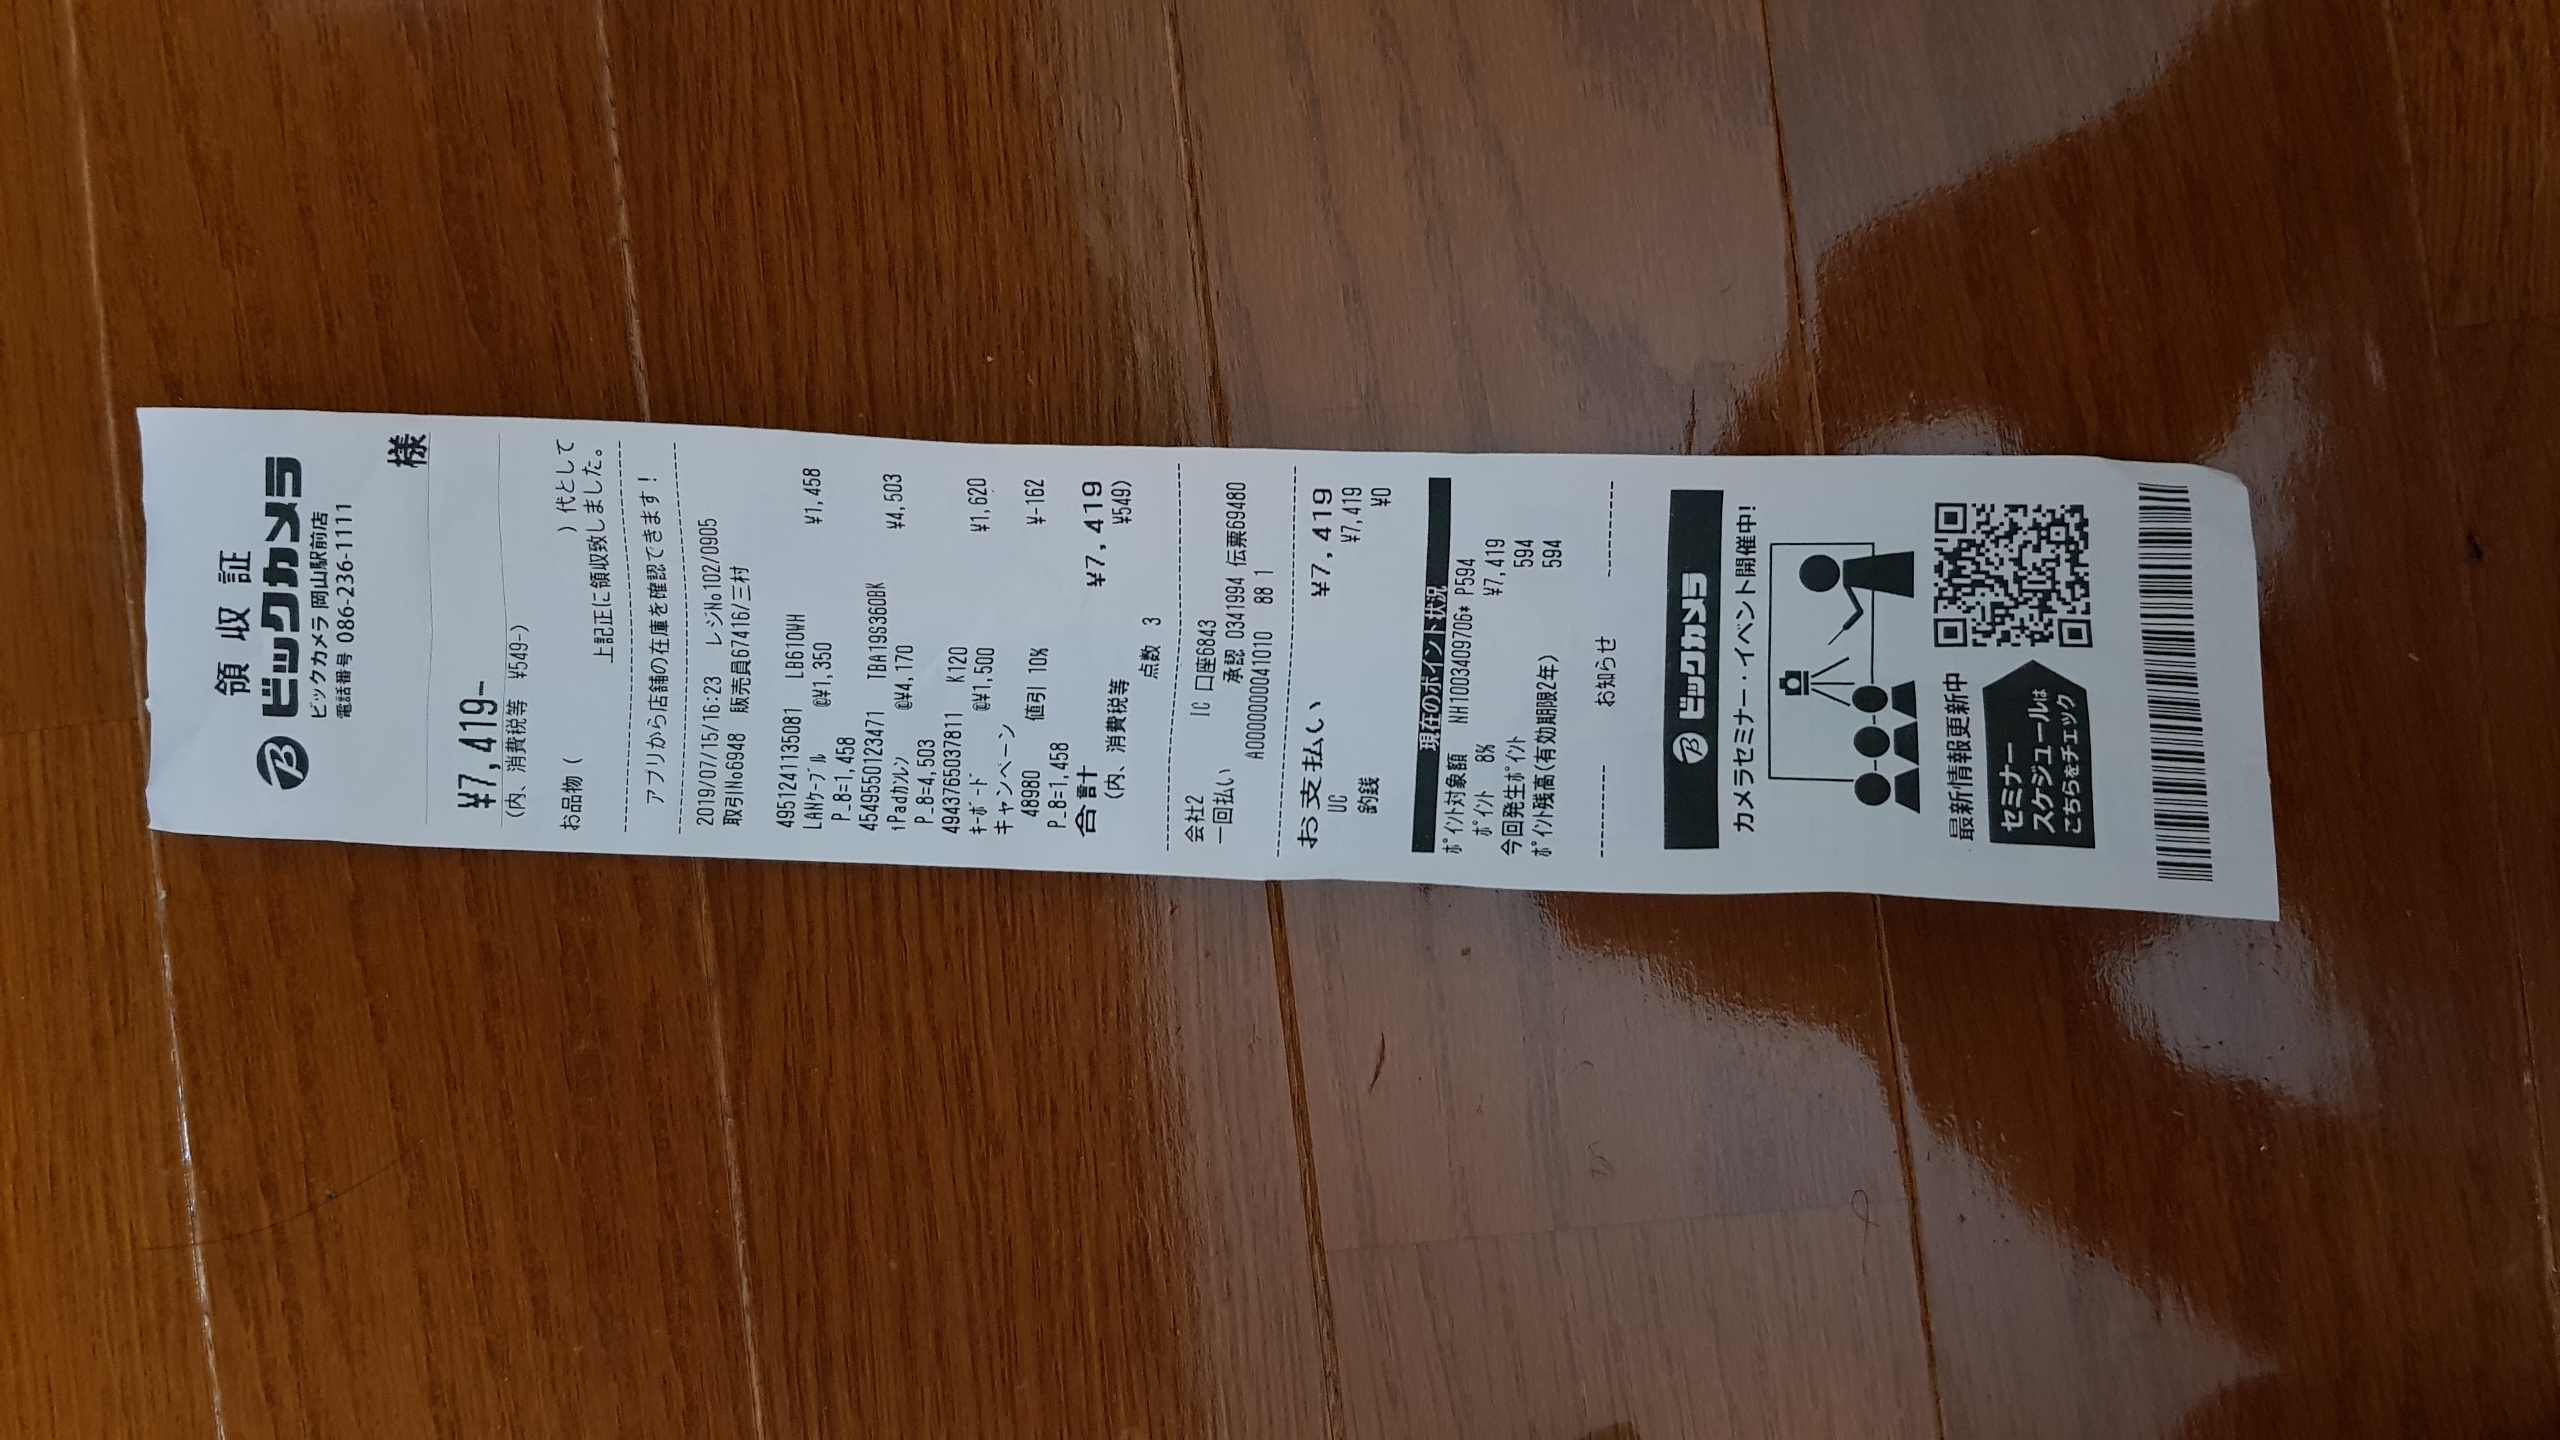 領収証
ビックカメラ
ビックカメラ 岡山駅前店
電話番号 086-236-1111
様
¥7,419-
(内、消費税等 ¥549-)
お品物 ( ) 代として
上記正に領収致しました。
アプリから店舗の在庫を確認できます!
2019/07/15/16:23 レジNo102/0905
取引No6948 販売員67416/三村
4951241135081 LB610WH
LANケーブル @¥1,350 ¥1,458
P_8=1,458
4549550123471 TBA19S360BK
iPadカンレン @¥4,170 ¥4,503
P_8=4,503
4943765037811 K120
キーボード @¥1,500 ¥1,620
キャンペーン
48980 値引 10% ¥-162
P_8=1,458
合計 ¥7,419
(内、消費税等 ¥549)
点数 3
会社2 IC 口座6843
一回払い 承認 0341994 伝票69480
A0000000041010 88 1
お支払い ¥7,419
UC ¥7,419
釣銭 ¥0
現在のポイント状況
ポイント対象額 NH1003409706* P594
ポイント 8% ¥7,419
今回発生ポイント 594
ポイント残高(有効期限2年) 594
お知らせ
ビックカメラ
カメラセミナー・イベント開催中!
最新情報更新中
セミナー
スケジュールは
こちらをチェック